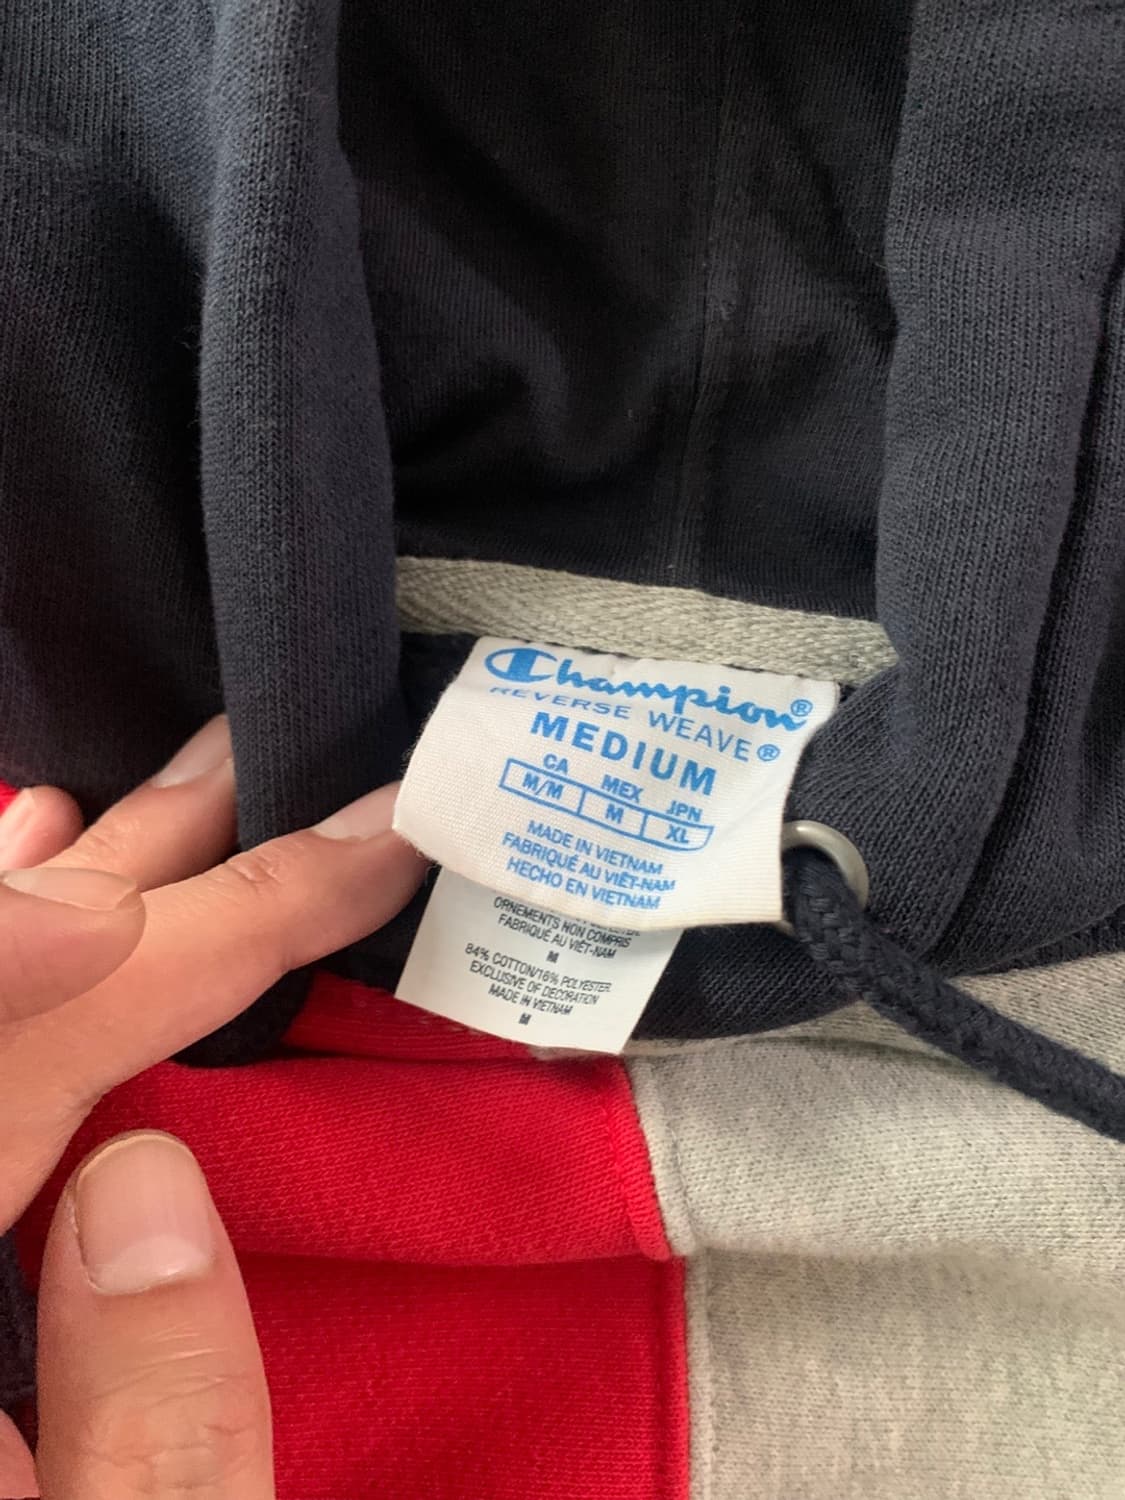 Champion®
REVERSE WEAVE®
MEDIUM
CA MEX JPN
M/M M XL
MADE IN VIETNAM
FABRIQUÉ AU VIÊT-NAM
HECHO EN VIETNAM
ORNEMENTS NON COMPRIS
FABRIQUÉ AU VIÊT-NAM
M
84% COTTON/16% POLYESTER
EXCLUSIVE OF DECORATION
MADE IN VIETNAM
M